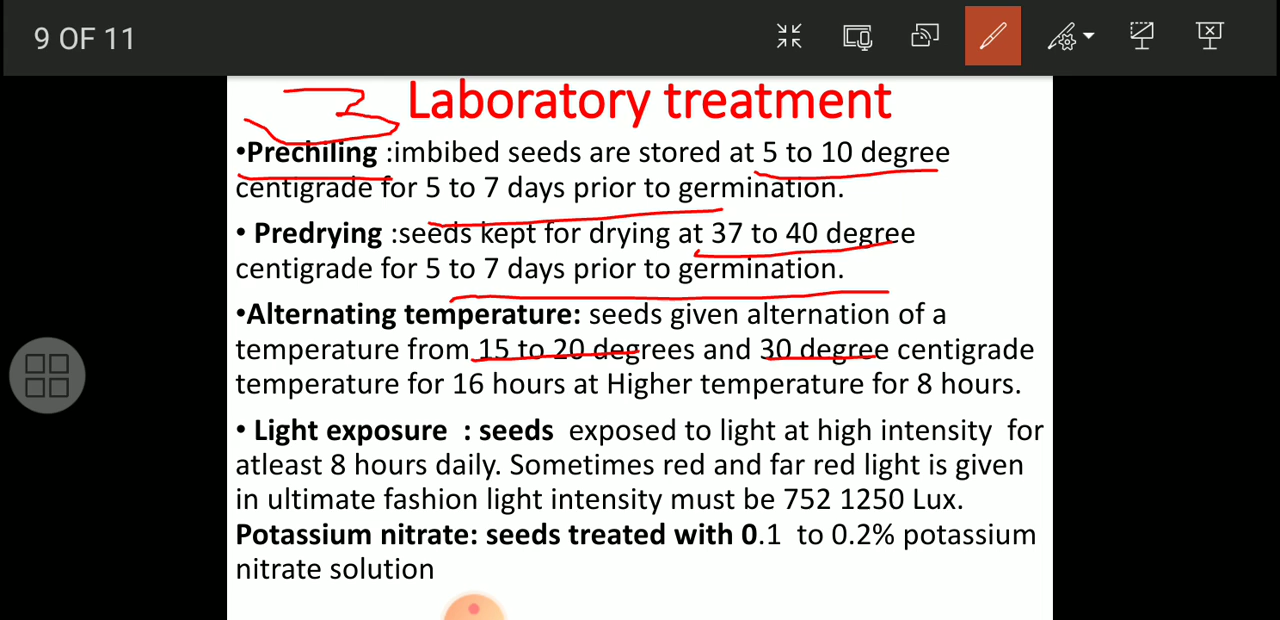 9 OF 11
Laboratory treatment
•Prechiling :imbibed seeds are stored at 5 to 10 degree
centigrade for 5 to 7 days prior to germination.
• Predrying :seeds kept for drying at 37 to 40 degree
centigrade for 5 to 7 days prior to germination.
•Alternating temperature: seeds given alternation of a
temperature from 15 to 20 degrees and 30 degree centigrade
temperature for 16 hours at Higher temperature for 8 hours.
• Light exposure : seeds exposed to light at high intensity for
atleast 8 hours daily. Sometimes red and far red light is given
in ultimate fashion light intensity must be 752 1250 Lux.
Potassium nitrate: seeds treated with 0.1 to 0.2% potassium
nitrate solution